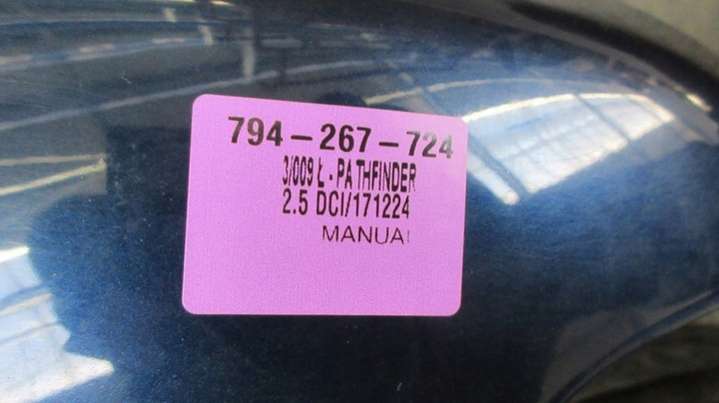 794-267-724
3/009 Ł - PATHFINDER
2.5 DCI/171224
MANUAL